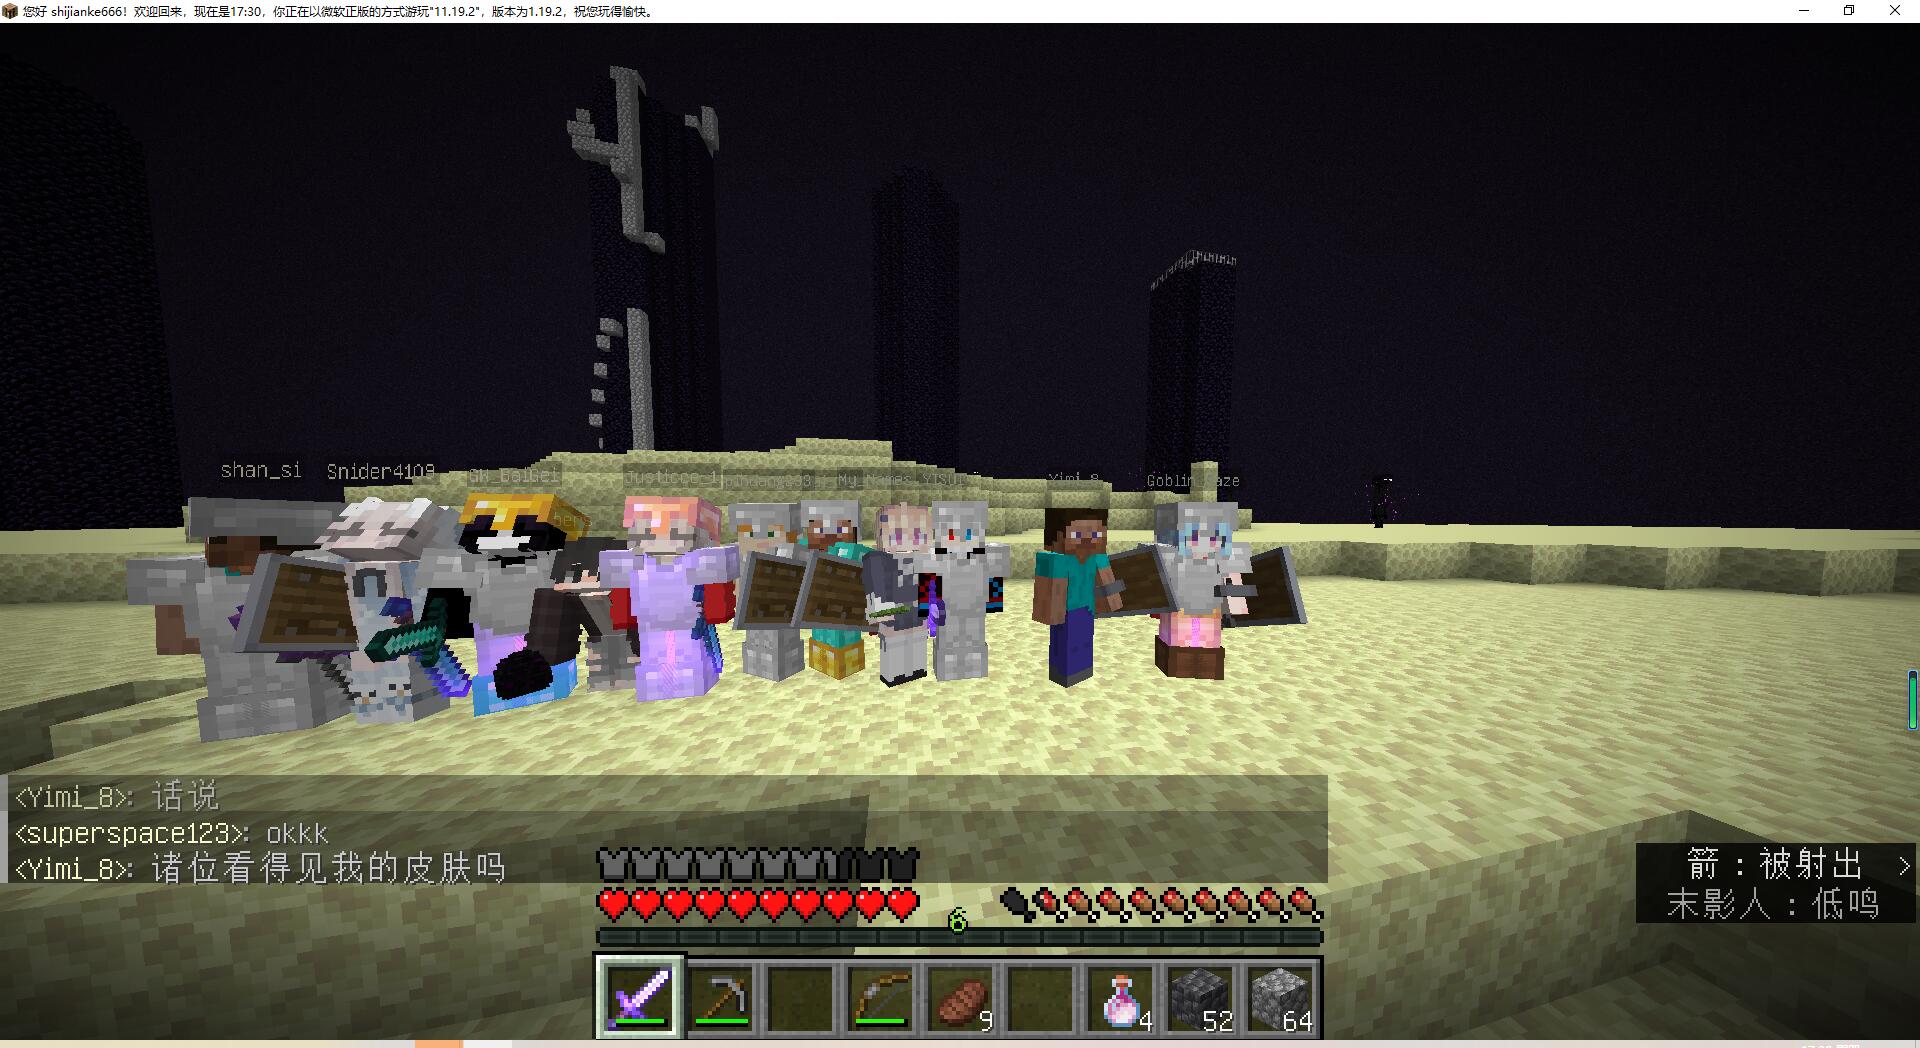 您好 shijianke666！欢迎回来，现在是17:30，你正在以微软正版的方式游玩"11.19.2"，版本为1.19.2，祝您玩得愉快。
shan_si
Snider4109
GW_BaiBei
Justicce_1
My_Names_YISUI
Yimi_8
<Yimi_8>: 话说
<superspace123>: okkk
<Yimi_8>: 诸位看得见我的皮肤吗
箭：被射出 >
末影人：低鸣
6
9
4
52
64